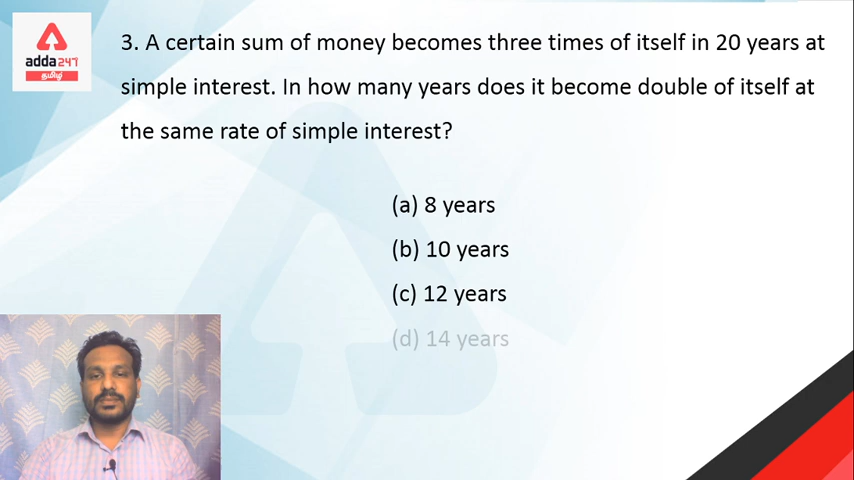 adda247
தமிழ்
3. A certain sum of money becomes three times of itself in 20 years at
simple interest. In how many years does it become double of itself at
the same rate of simple interest?
(a) 8 years
(b) 10 years
(c) 12 years
(d) 14 years